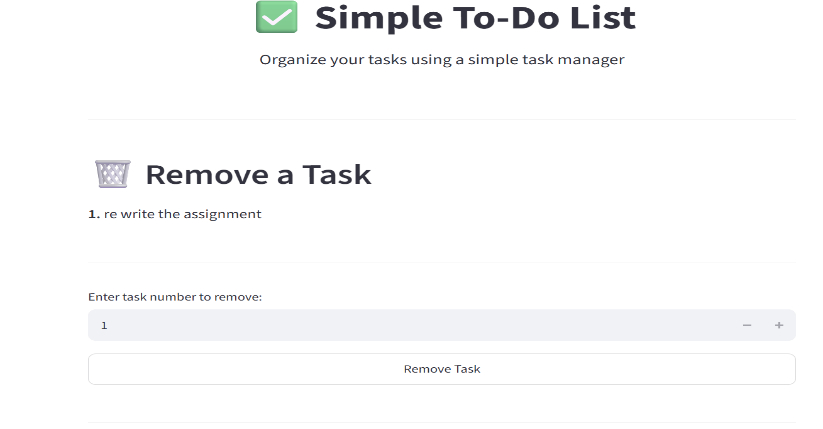 Simple To-Do List
Organize your tasks using a simple task manager
Remove a Task
1. re write the assignment
Enter task number to remove:
1
Remove Task